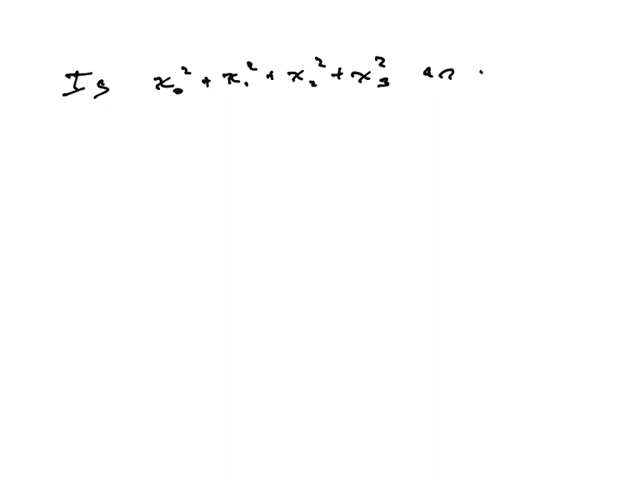 Is x₀² + x₁² + x₂² + x₃² an